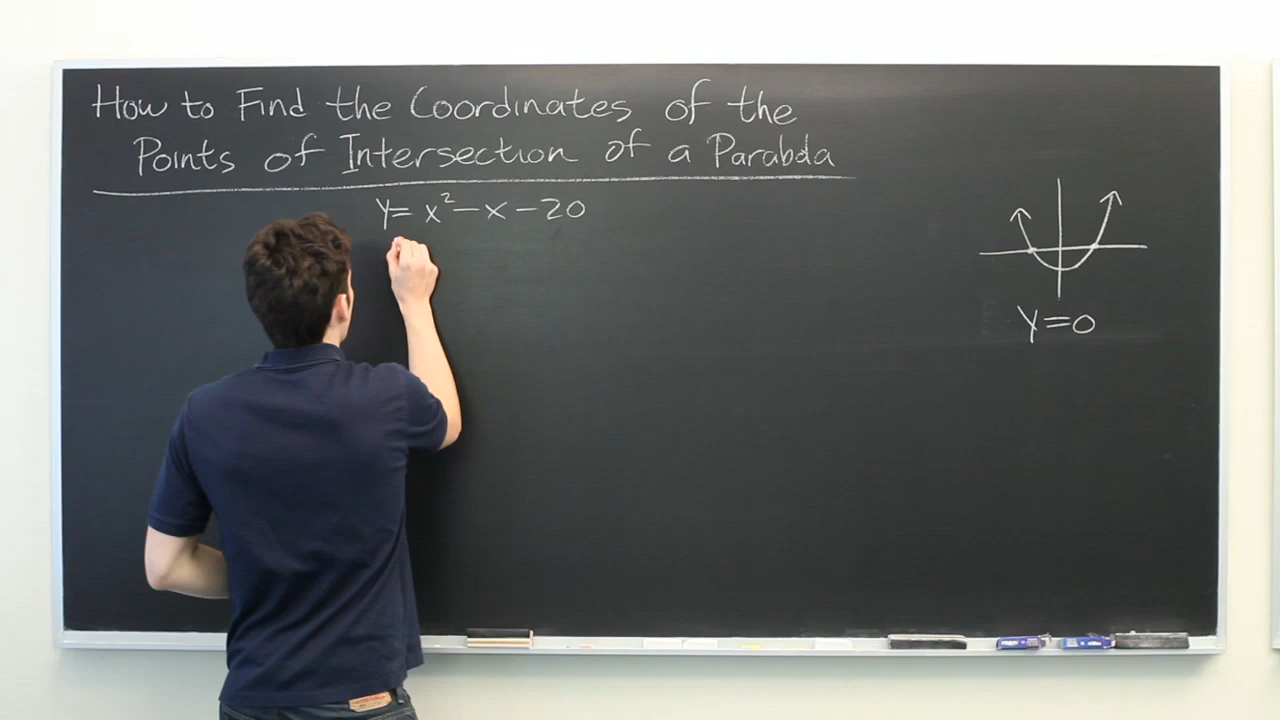 How to Find the Coordinates of the
Points of Intersection of a Parabola
y = x² - x - 20
y = 0